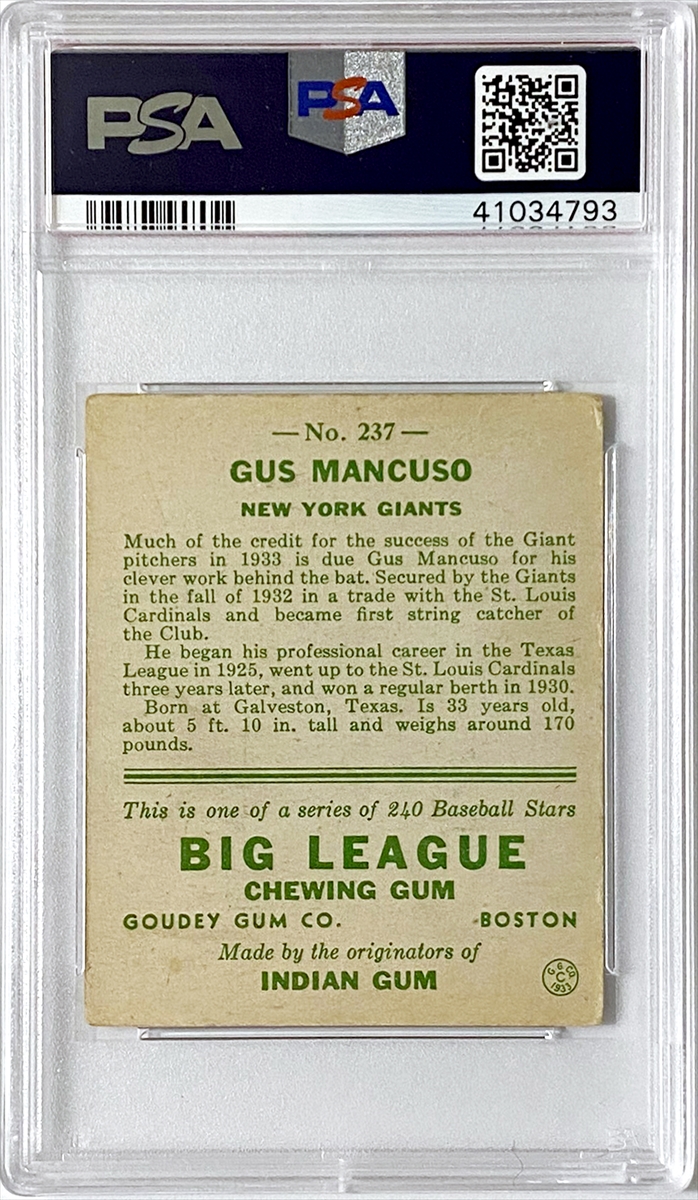 PSA
PSA
41034793
— No. 237 —
GUS MANCUSO
NEW YORK GIANTS
Much of the credit for the success of the Giant
pitchers in 1933 is due Gus Mancuso for his
clever work behind the bat. Secured by the Giants
in the fall of 1932 in a trade with the St. Louis
Cardinals and became first string catcher of
the Club.
He began his professional career in the Texas
League in 1925, went up to the St. Louis Cardinals
three years later, and won a regular berth in 1930.
Born at Galveston, Texas. Is 33 years old,
about 5 ft. 10 in. tall and weighs around 170
pounds.
This is one of a series of 240 Baseball Stars
BIG LEAGUE
CHEWING GUM
GOUDEY GUM CO. BOSTON
Made by the originators of
INDIAN GUM
G. G. CO.
C
1933